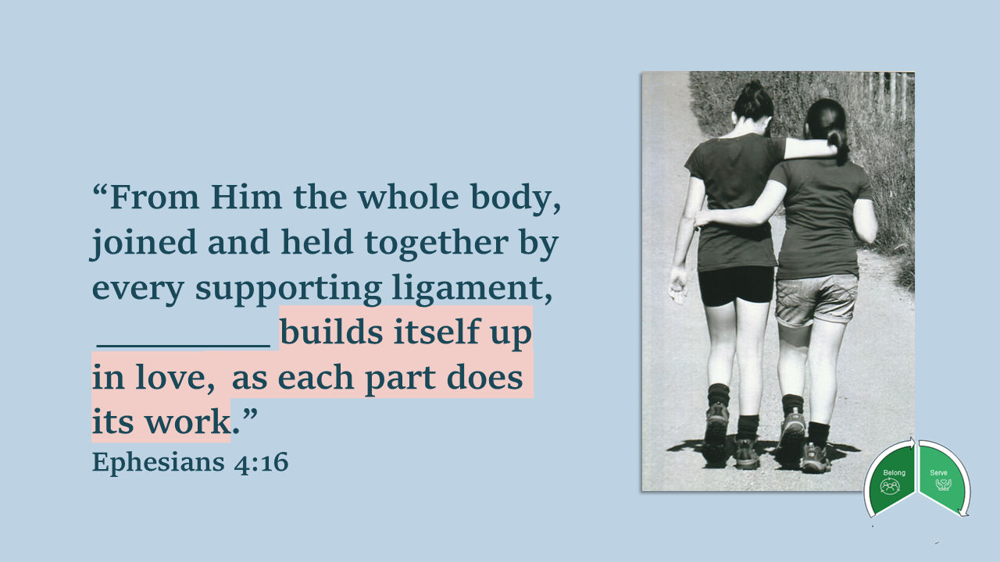 “From Him the whole body,
joined and held together by
every supporting ligament,
__________ builds itself up
in love, as each part does
its work.”
Ephesians 4:16
Belong
Serve